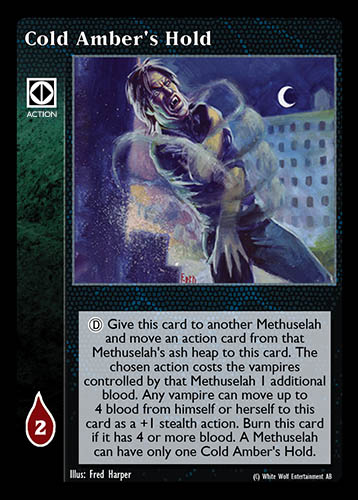 Cold Amber's Hold
ACTION
D Give this card to another Methuselah
and move an action card from that
Methuselah's ash heap to this card. The
chosen action costs the vampires
controlled by that Methuselah 1 additional
blood. Any vampire can move up to
4 blood from himself or herself to this
card as a +1 stealth action. Burn this card
if it has 4 or more blood. A Methuselah
can have only one Cold Amber's Hold.
2
Illus: Fred Harper
(C) White Wolf Entertainment AB